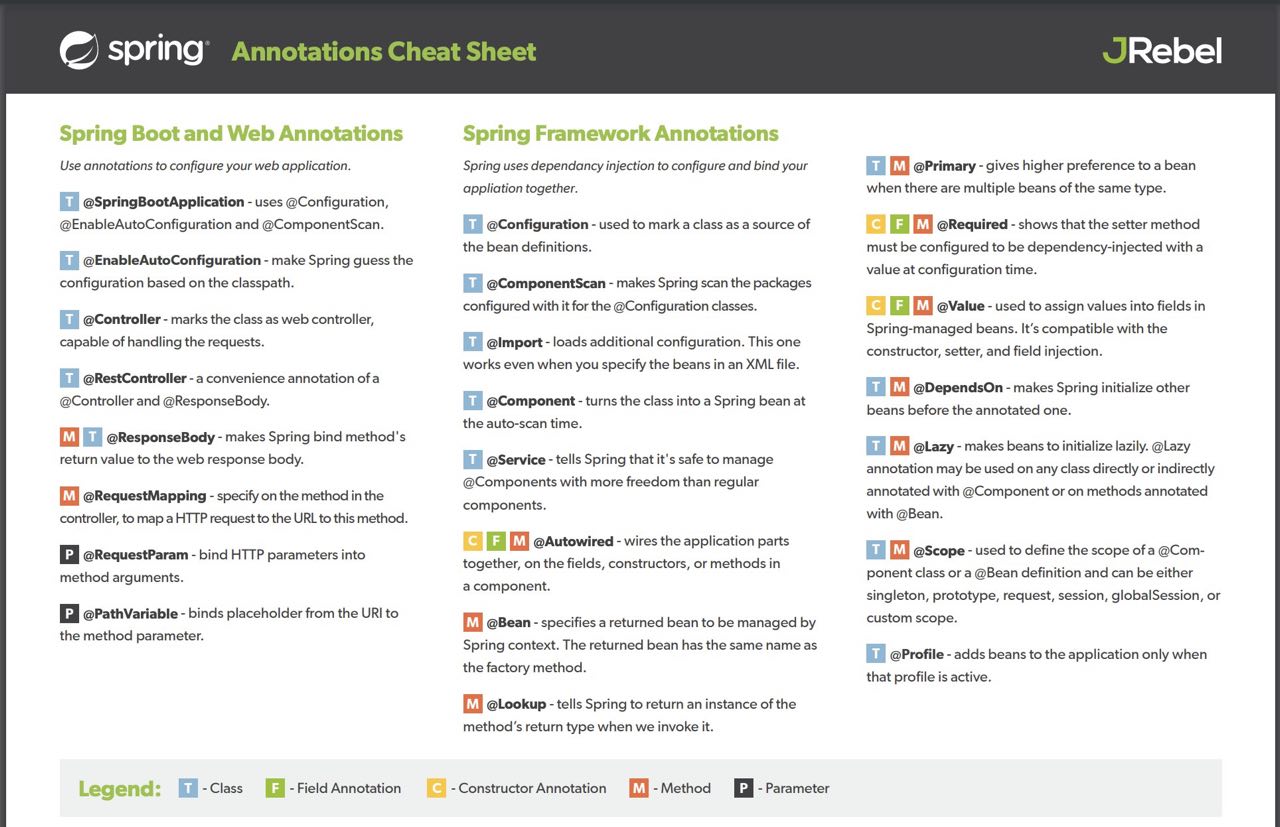 spring® Annotations Cheat Sheet
JRebel
Spring Boot and Web Annotations
Use annotations to configure your web application.
T @SpringBootApplication - uses @Configuration,
@EnableAutoConfiguration and @ComponentScan.
T @EnableAutoConfiguration - make Spring guess the
configuration based on the classpath.
T @Controller - marks the class as web controller,
capable of handling the requests.
T @RestController - a convenience annotation of a
@Controller and @ResponseBody.
M T @ResponseBody - makes Spring bind method's
return value to the web response body.
M @RequestMapping - specify on the method in the
controller, to map a HTTP request to the URL to this method.
P @RequestParam - bind HTTP parameters into
method arguments.
P @PathVariable - binds placeholder from the URI to
the method parameter.
Spring Framework Annotations
Spring uses dependancy injection to configure and bind your
appliation together.
T @Configuration - used to mark a class as a source of
the bean definitions.
T @ComponentScan - makes Spring scan the packages
configured with it for the @Configuration classes.
T @Import - loads additional configuration. This one
works even when you specify the beans in an XML file.
T @Component - turns the class into a Spring bean at
the auto-scan time.
T @Service - tells Spring that it's safe to manage
@Components with more freedom than regular
components.
C F M @Autowired - wires the application parts
together, on the fields, constructors, or methods in
a component.
M @Bean - specifies a returned bean to be managed by
Spring context. The returned bean has the same name as
the factory method.
M @Lookup - tells Spring to return an instance of the
method’s return type when we invoke it.
T M @Primary - gives higher preference to a bean
when there are multiple beans of the same type.
C F M @Required - shows that the setter method
must be configured to be dependency-injected with a
value at configuration time.
C F M @Value - used to assign values into fields in
Spring-managed beans. It’s compatible with the
constructor, setter, and field injection.
T M @DependsOn - makes Spring initialize other
beans before the annotated one.
T M @Lazy - makes beans to initialize lazily. @Lazy
annotation may be used on any class directly or indirectly
annotated with @Component or on methods annotated
with @Bean.
T M @Scope - used to define the scope of a @Com-
ponent class or a @Bean definition and can be either
singleton, prototype, request, session, globalSession, or
custom scope.
T @Profile - adds beans to the application only when
that profile is active.
Legend: T - Class F - Field Annotation C - Constructor Annotation M - Method P - Parameter